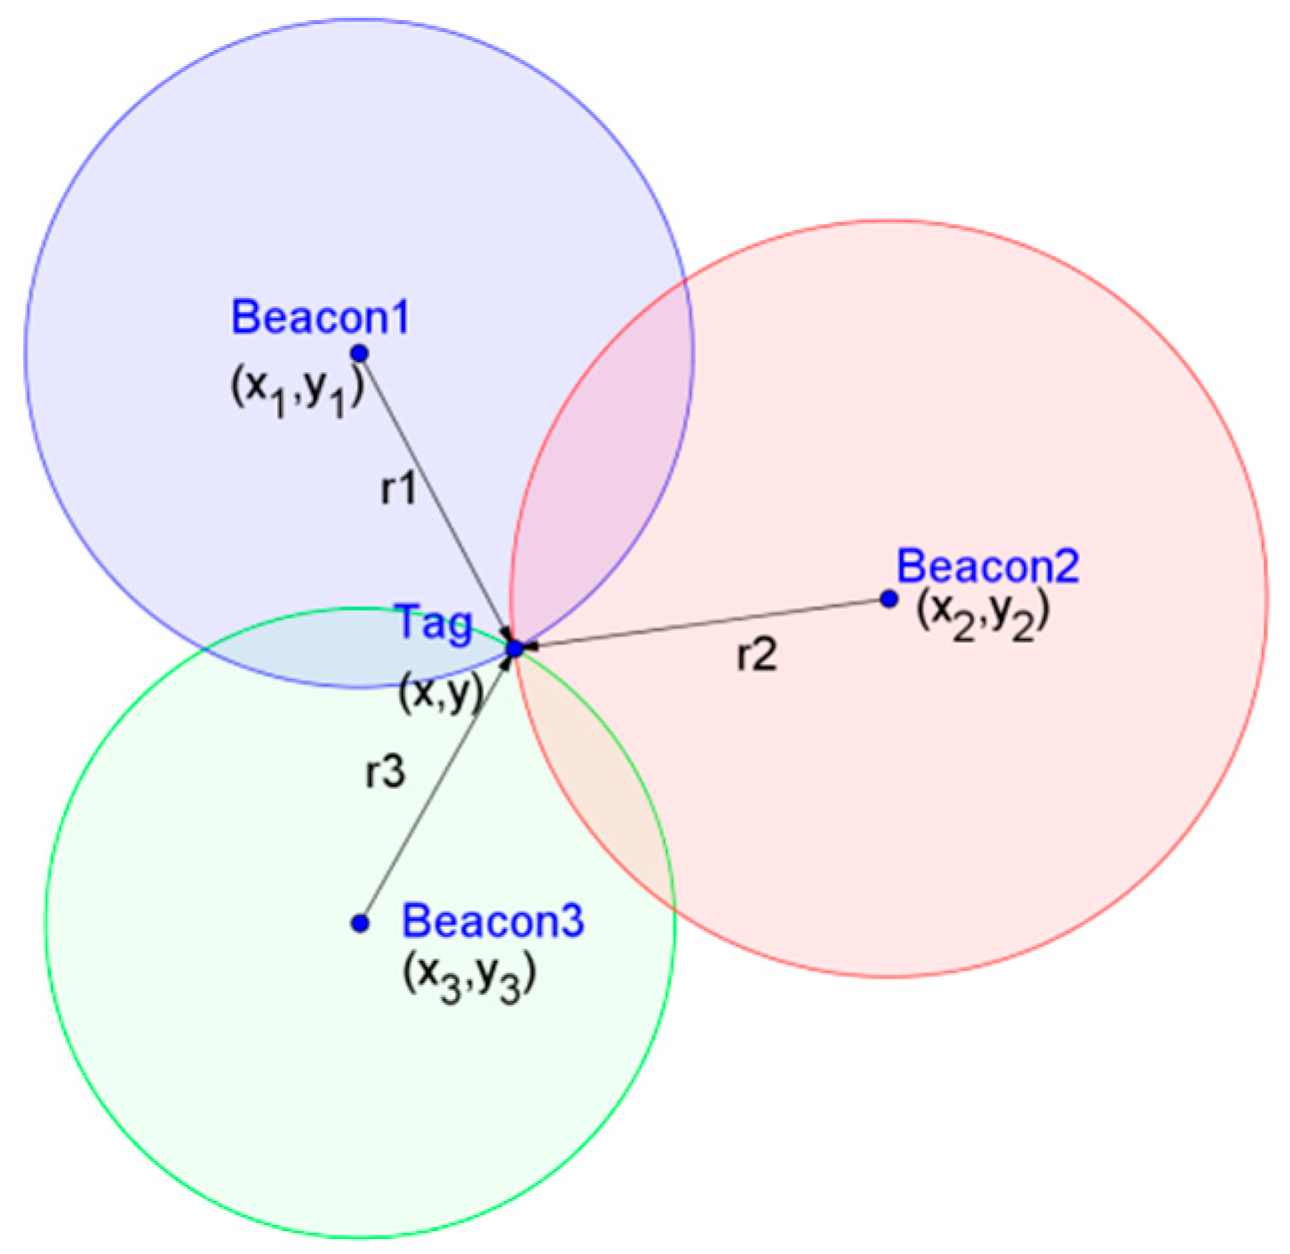 Beacon1
(x₁,y₁)
r1
Beacon2
(x₂,y₂)
Tag
r2
(x,y)
r3
Beacon3
(x₃,y₃)